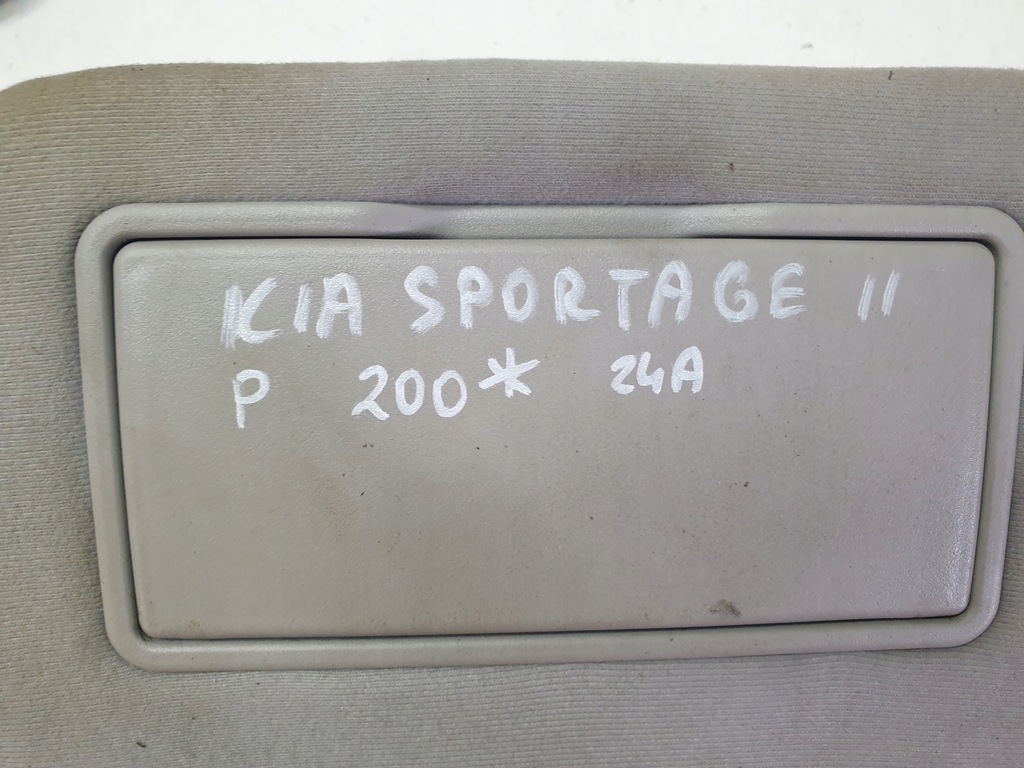 KIA SPORTAGE II
P 200* 24A